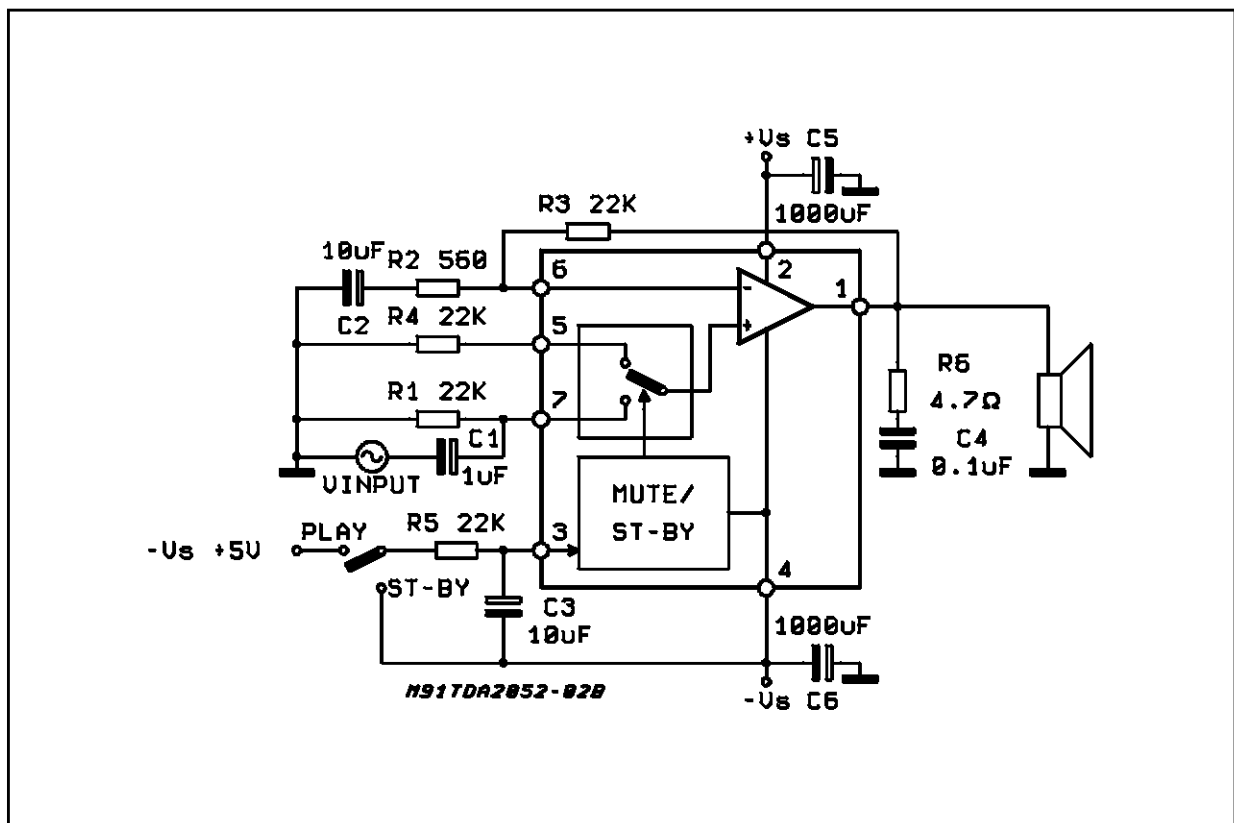 +Vs C5
1000uF
R3 22K
10uF
R2 560
6
2
1
C2
R4 22K
5
-
+
R1 22K
7
C1
1uF
VINPUT
R6
4.7Ω
C4
0.1uF
MUTE/
ST-BY
PLAY
R5 22K
3
-Vs +5V
ST-BY
4
C3
10uF
1000uF
M91TDA2052-02B
-Vs C6